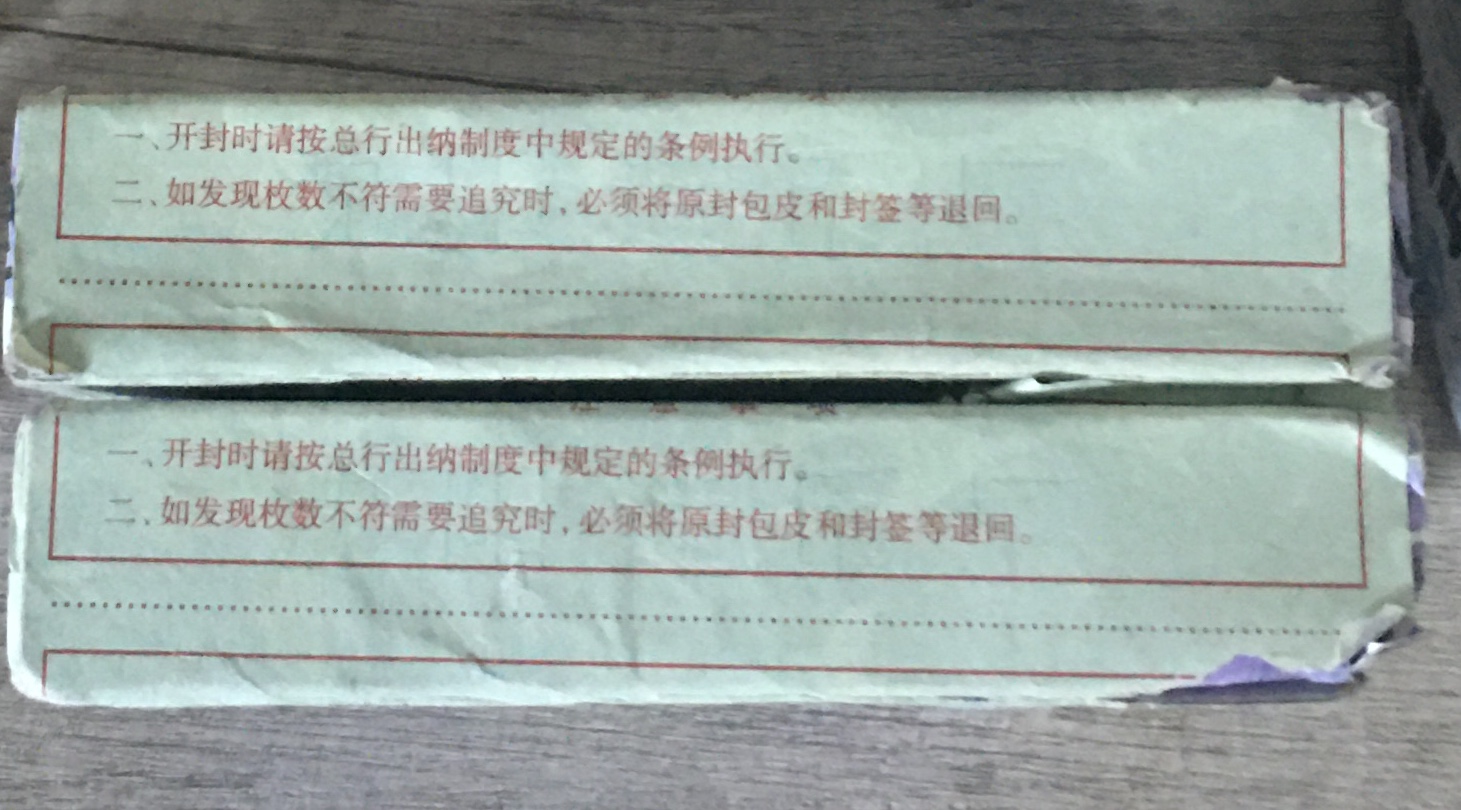 一、开封时请按总行出纳制度中规定的条例执行。
二、如发现枚数不符需要追究时,必须将原封包皮和封签等退回。
注意事项
一、开封时请按总行出纳制度中规定的条例执行。
二、如发现枚数不符需要追究时,必须将原封包皮和封签等退回。